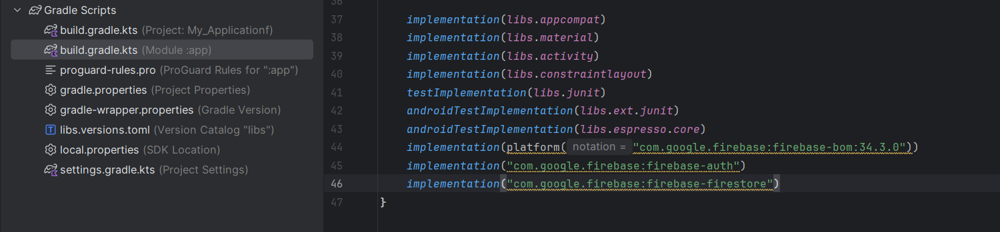 Gradle Scripts
build.gradle.kts (Project: My_Applicationf)
build.gradle.kts (Module :app)
proguard-rules.pro (ProGuard Rules for ":app")
gradle.properties (Project Properties)
gradle-wrapper.properties (Gradle Version)
libs.versions.toml (Version Catalog "libs")
local.properties (SDK Location)
settings.gradle.kts (Project Settings)
36
37 implementation(libs.appcompat)
38 implementation(libs.material)
39 implementation(libs.activity)
40 implementation(libs.constraintlayout)
41 testImplementation(libs.junit)
42 androidTestImplementation(libs.ext.junit)
43 androidTestImplementation(libs.espresso.core)
44 implementation(platform( notation = "com.google.firebase:firebase-bom:34.3.0"))
45 implementation("com.google.firebase:firebase-auth")
46 implementation("com.google.firebase:firebase-firestore")
47 }